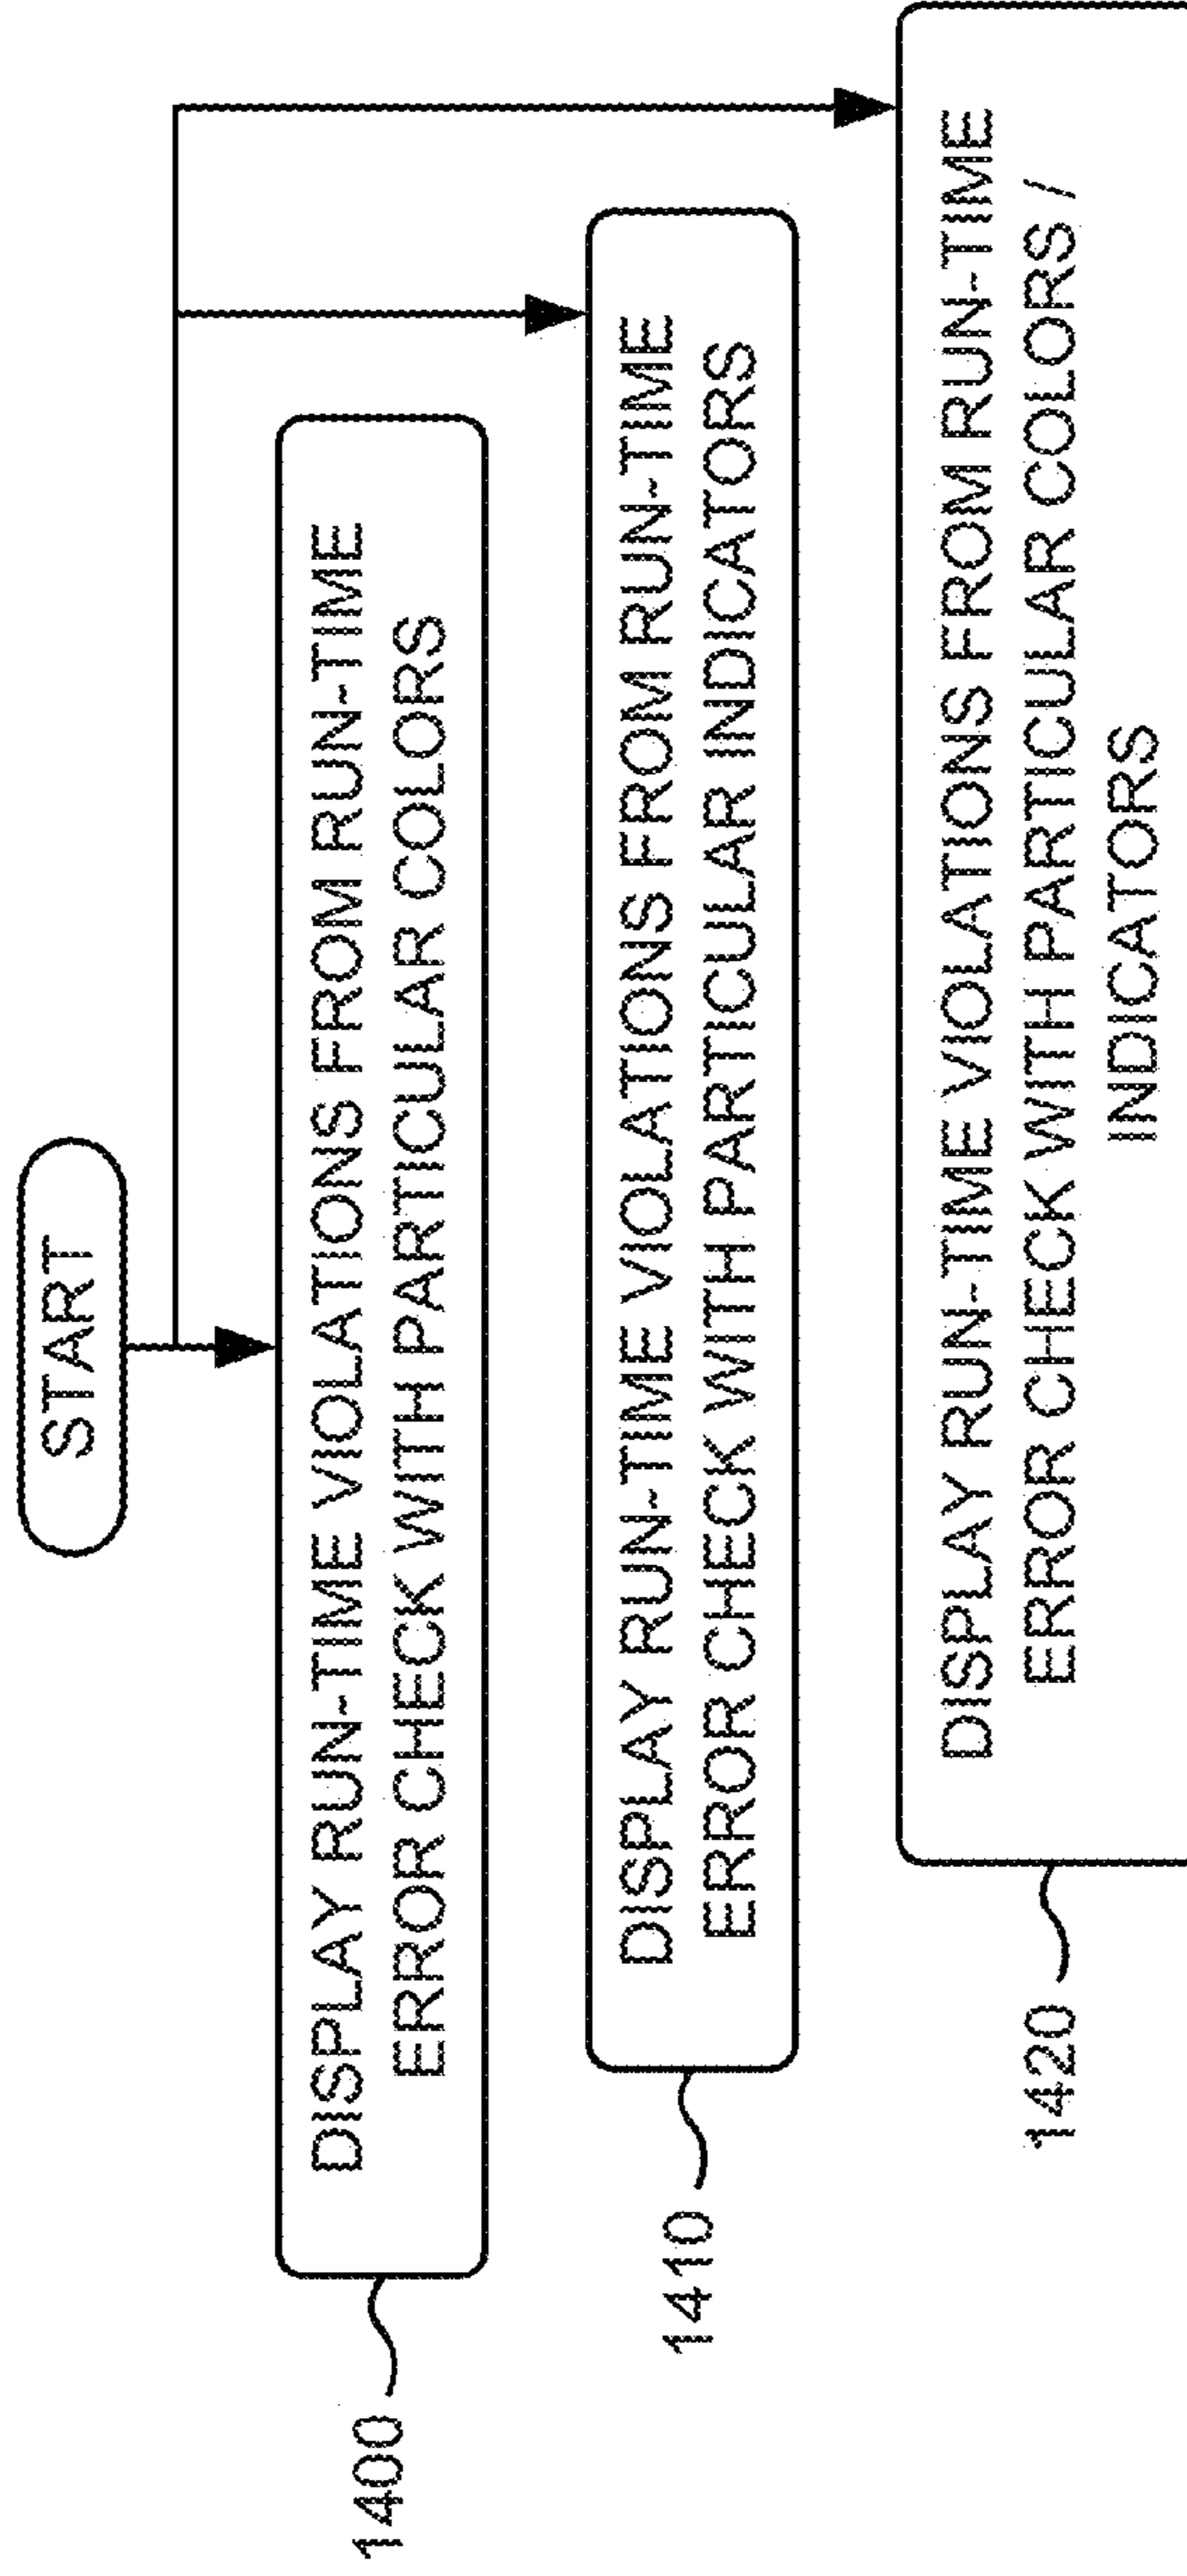 START
DISPLAY RUN-TIME VIOLATIONS FROM RUN-TIME
ERROR CHECK WITH PARTICULAR COLORS
1400
DISPLAY RUN-TIME VIOLATIONS FROM RUN-TIME
ERROR CHECK WITH PARTICULAR INDICATORS
1410
DISPLAY RUN-TIME VIOLATIONS FROM RUN-TIME
ERROR CHECK WITH PARTICULAR COLORS /
INDICATORS
1420